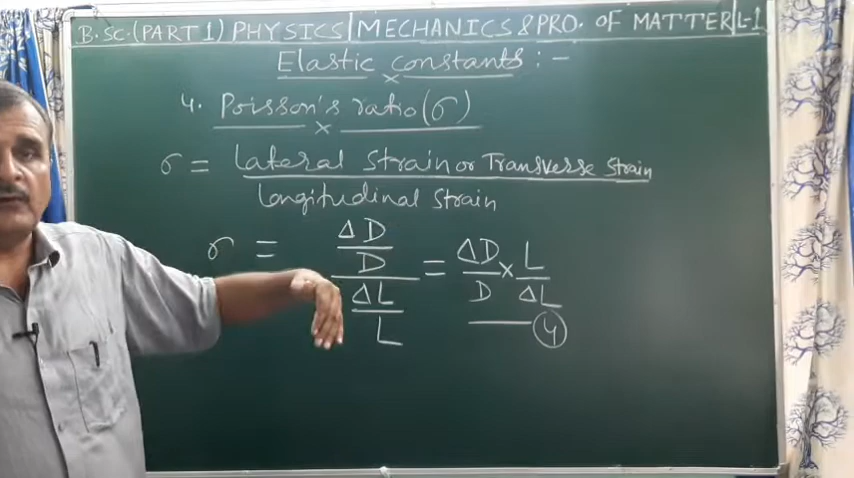 B.SC.(PART 1) PHYSICS/MECHANICS & PRO. OF MATTER/L-1
Elastic constants :-
4. Poisson's ratio (σ)
σ = lateral strain or Transverse strain
longitudinal strain
σ = ΔD/D / ΔL/L = ΔD/D × L/ΔL
4